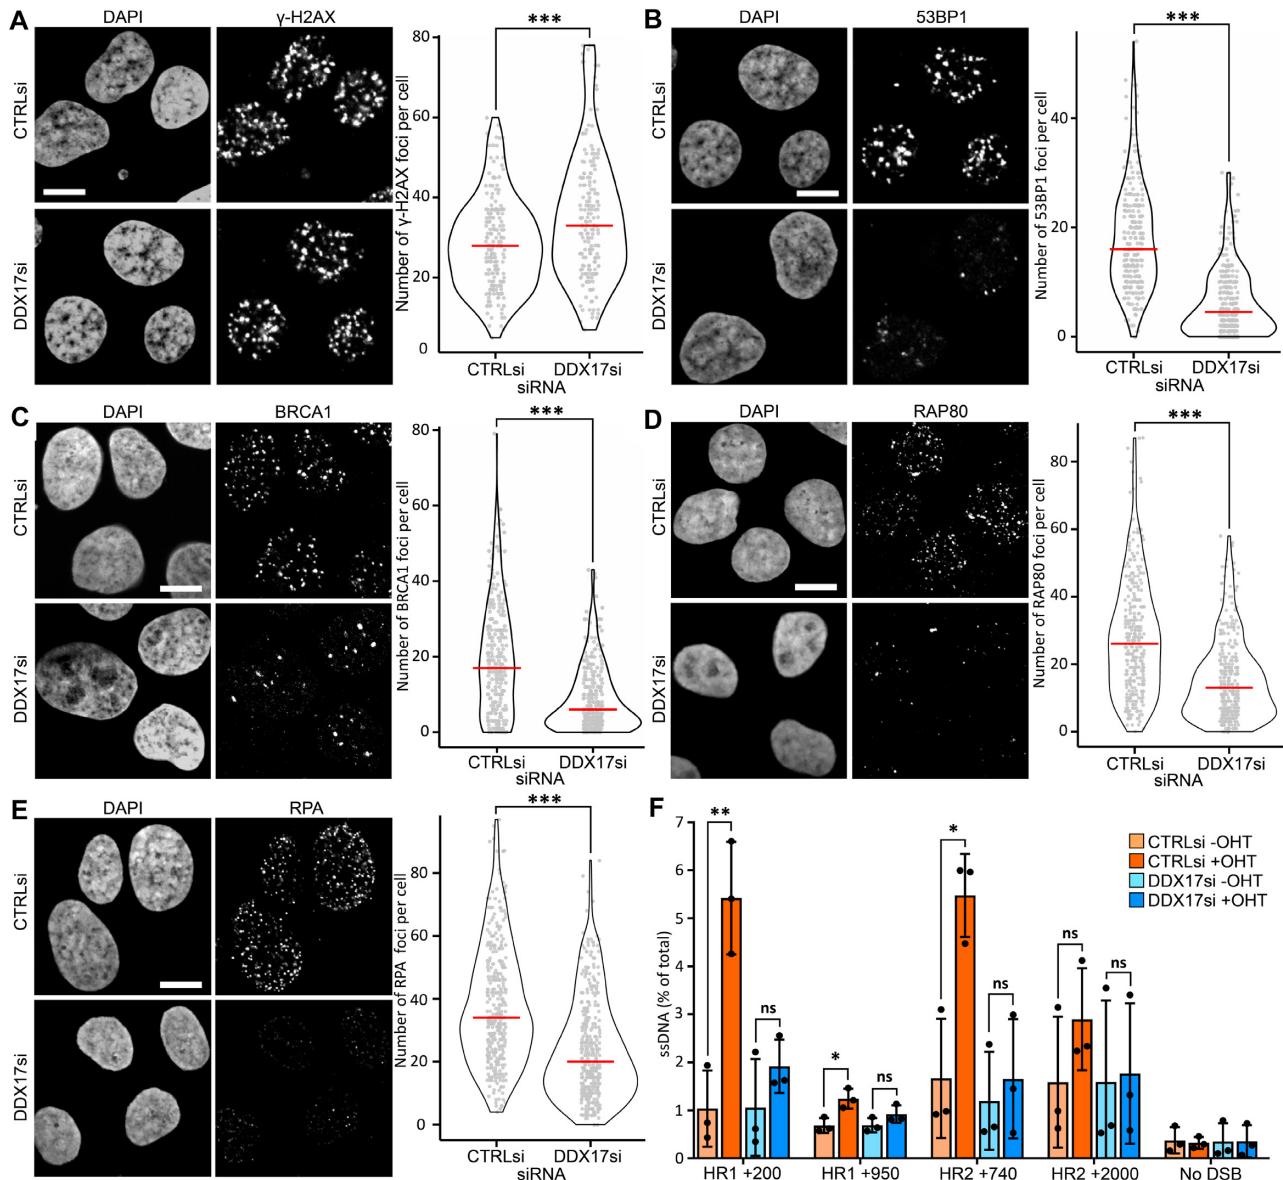 A
DAPI
γ-H2AX
CTRLsi
DDX17si
Number of γ-H2AX foci per cell
80
60
40
20
0
***
CTRLsi DDX17si
siRNA
B
DAPI
53BP1
CTRLsi
DDX17si
Number of 53BP1 foci per cell
40
20
0
***
CTRLsi DDX17si
siRNA
C
DAPI
BRCA1
CTRLsi
DDX17si
Number of BRCA1 foci per cell
80
60
40
20
0
***
CTRLsi DDX17si
siRNA
D
DAPI
RAP80
CTRLsi
DDX17si
Number of RAP80 foci per cell
80
60
40
20
0
***
CTRLsi DDX17si
siRNA
E
DAPI
RPA
CTRLsi
DDX17si
Number of RPA foci per cell
80
60
40
20
0
***
CTRLsi DDX17si
siRNA
F
ssDNA (% of total)
7
6
5
4
3
2
1
0
**
ns
*
ns
*
ns
ns
ns
CTRLsi -OHT
CTRLsi +OHT
DDX17si -OHT
DDX17si +OHT
HR1 +200
HR1 +950
HR2 +740
HR2 +2000
No DSB